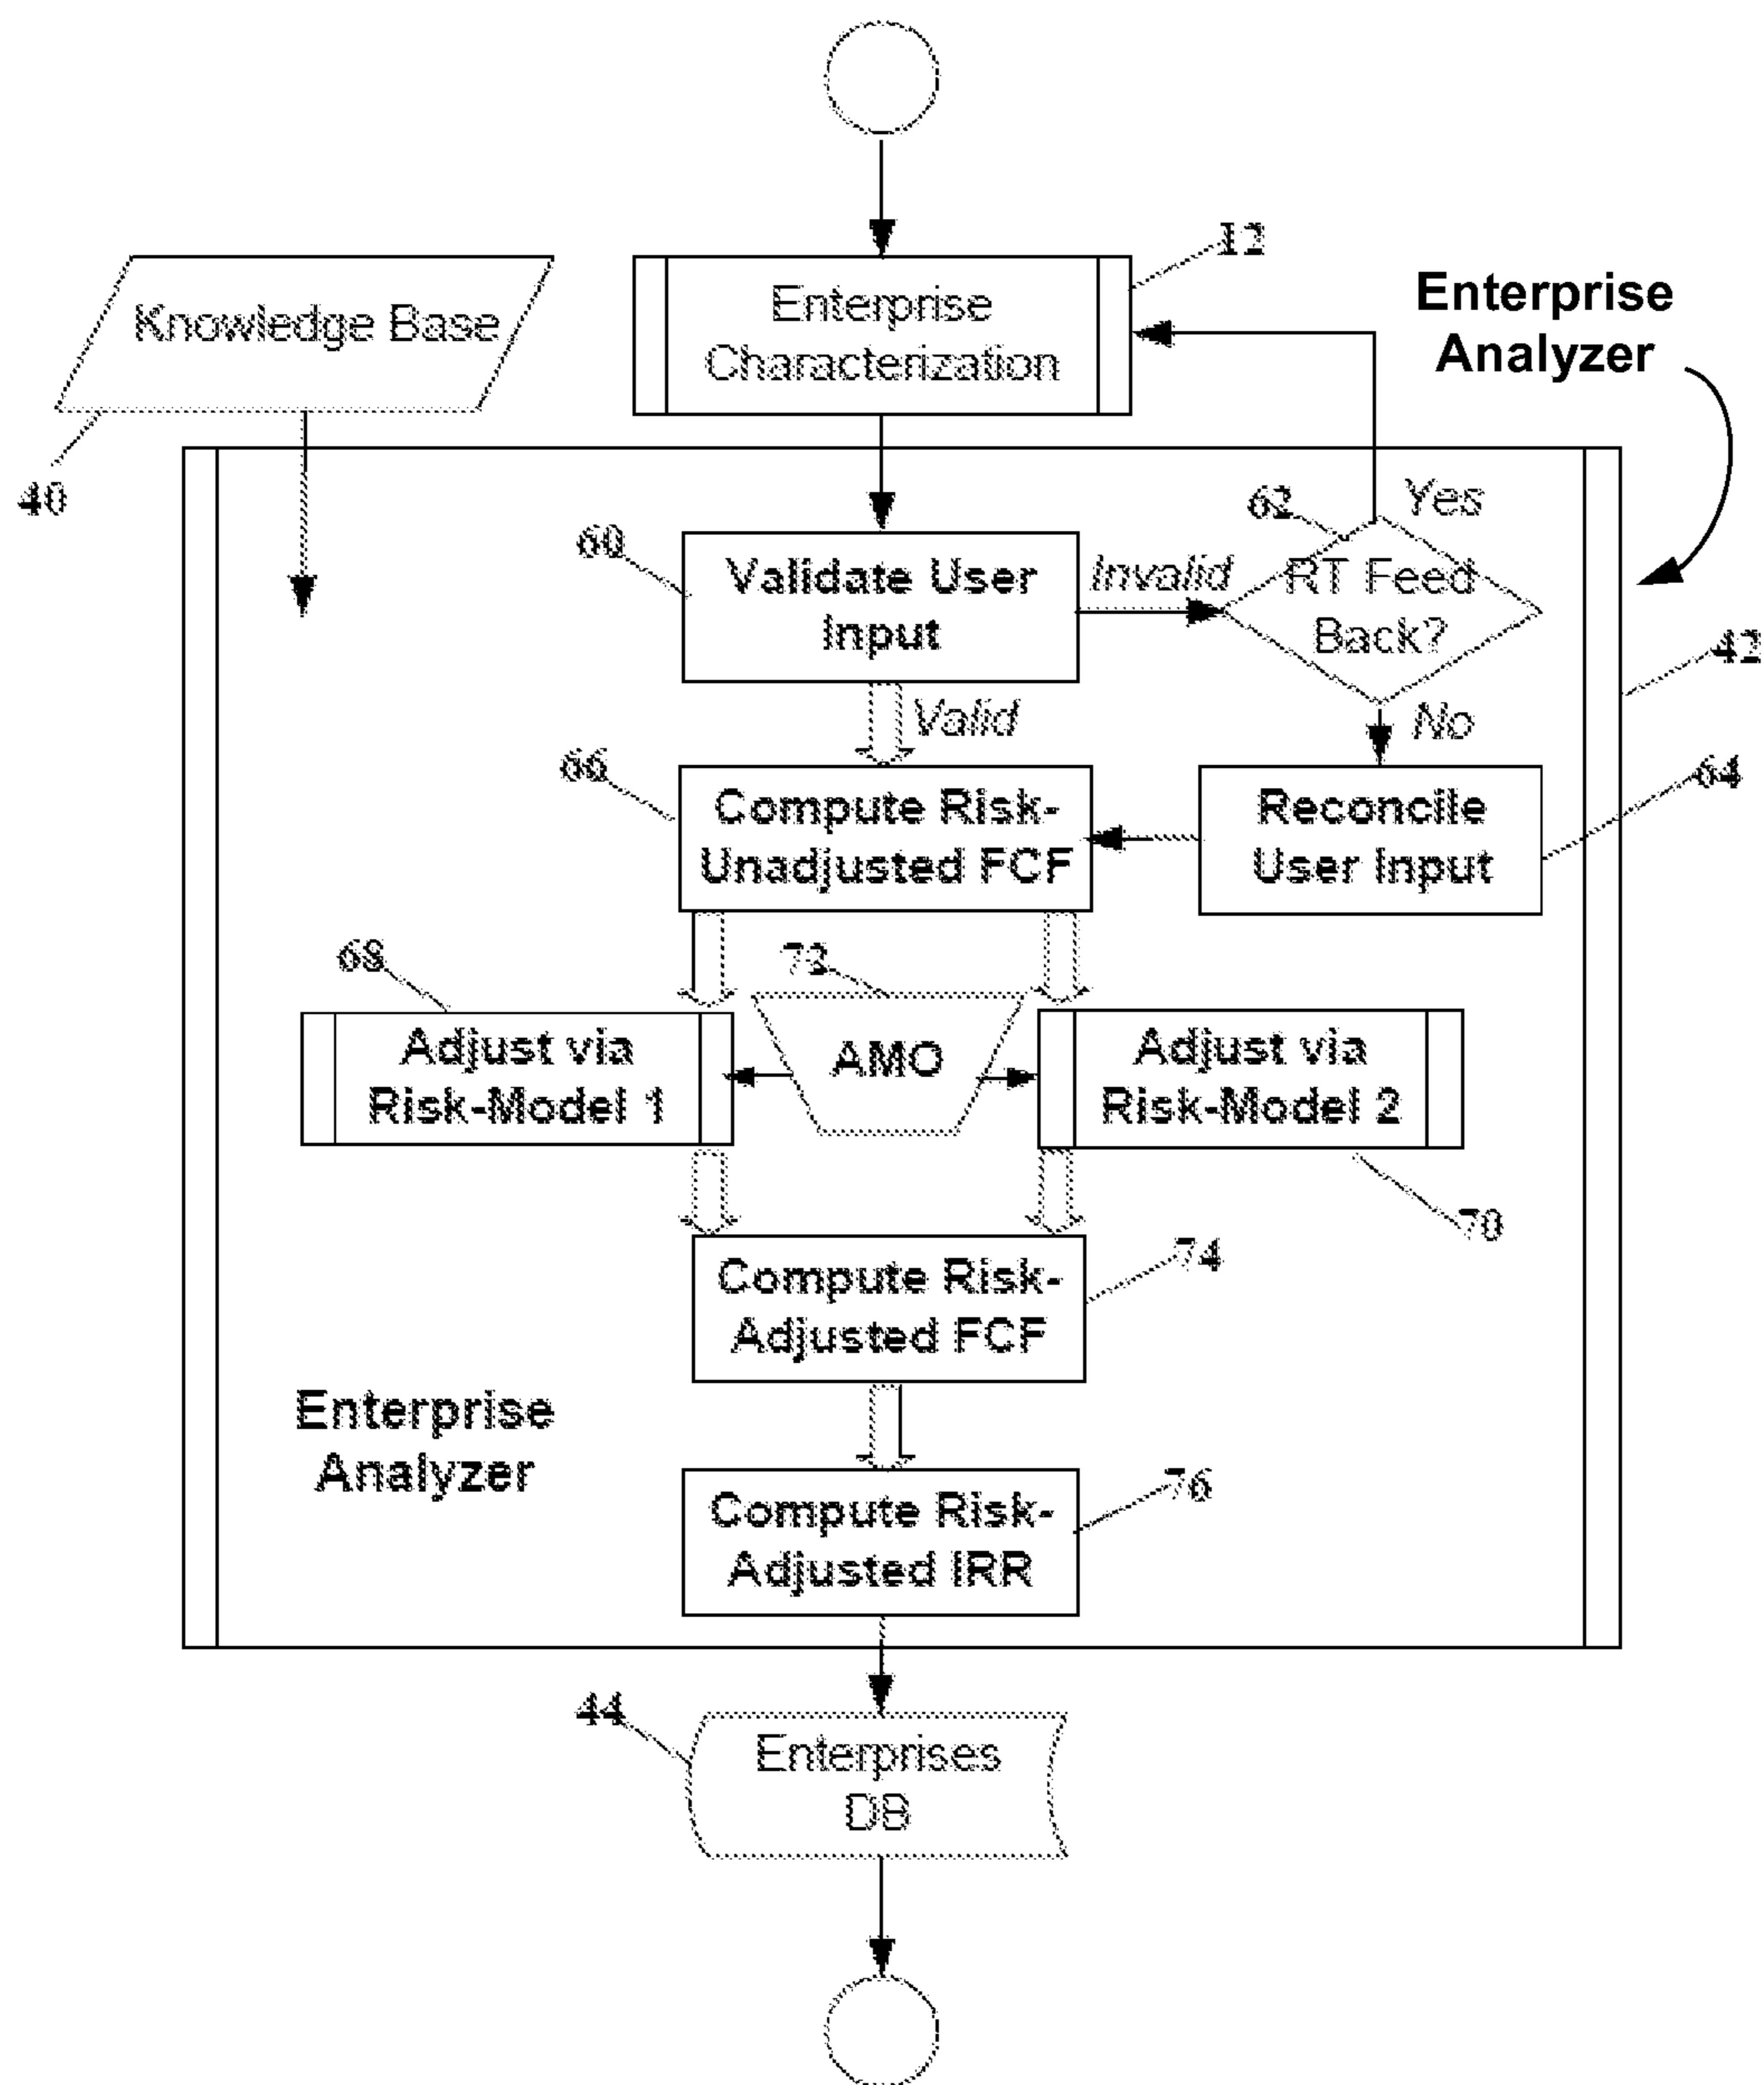 12
Enterprise
Characterization
Knowledge Base
Enterprise
Analyzer
40
60
Validate User
Input
Invalid
62
Yes
RT Feed
Back?
42
Valid
No
66
Compute Risk-
Unadjusted FCF
Reconcile
User Input
64
68
72
Adjust via
Risk-Model 1
AMO
Adjust via
Risk-Model 2
70
Compute Risk-
Adjusted FCF
74
Enterprise
Analyzer
Compute Risk-
Adjusted IRR
76
44
Enterprises
DB